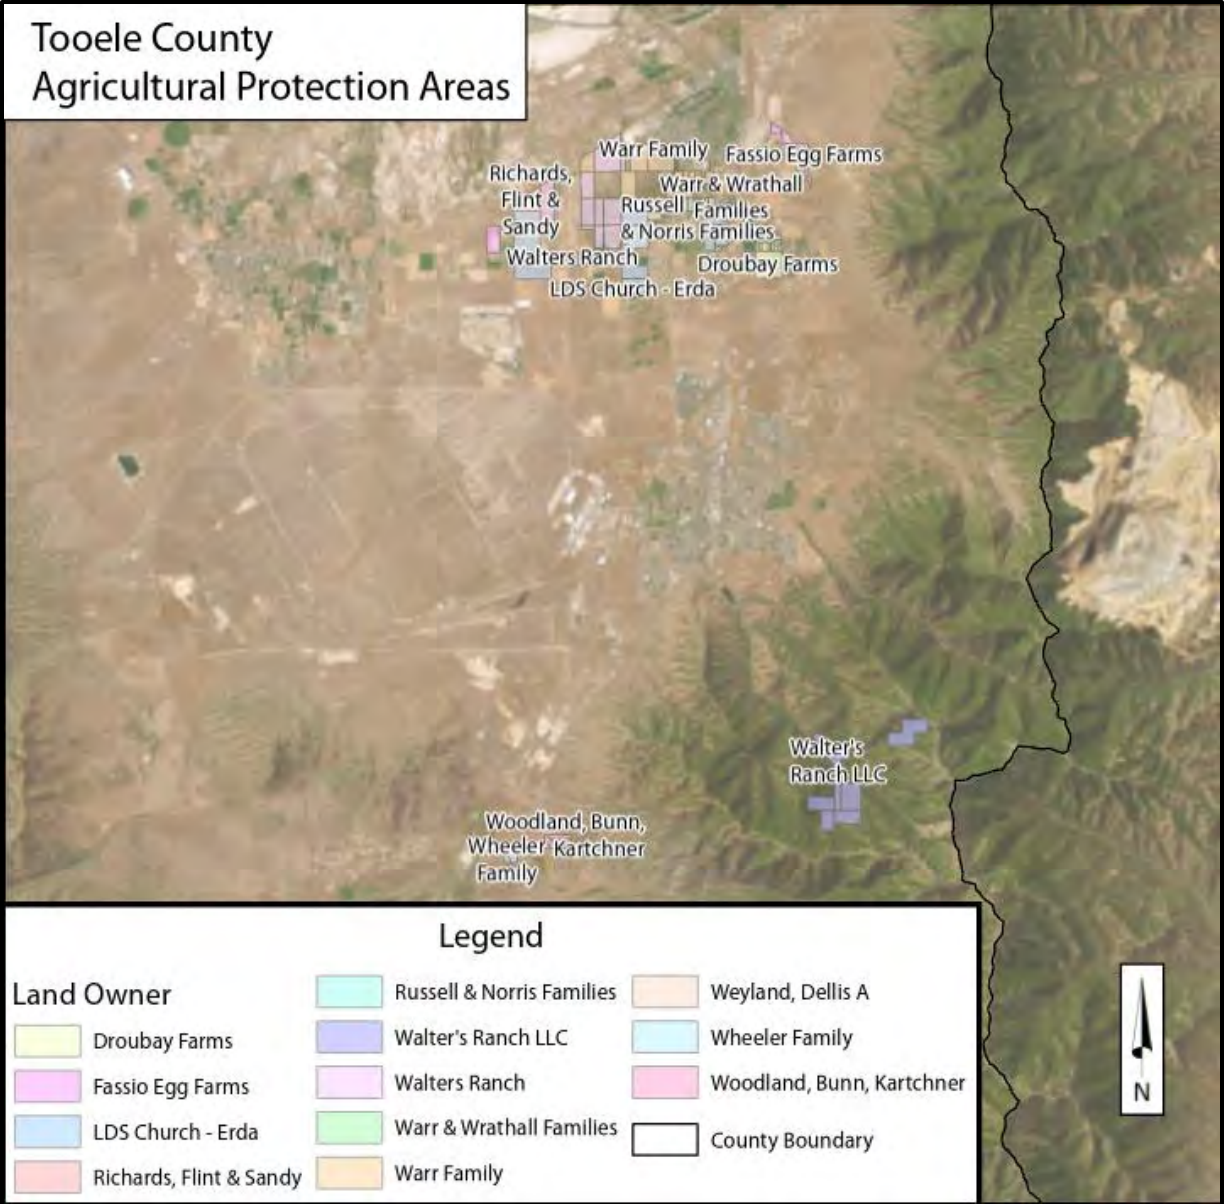 Tooele County
Agricultural Protection Areas
Warr Family
Fassio Egg Farms
Richards,
Flint &
Sandy
Warr & Wrathall
Families
Russell
& Norris Families
Walters Ranch
Droubay Farms
LDS Church - Erda
Walter's
Ranch LLC
Woodland, Bunn,
Kartchner
Wheeler
Family
Legend
Land Owner
Droubay Farms
Fassio Egg Farms
LDS Church - Erda
Richards, Flint & Sandy
Russell & Norris Families
Walter's Ranch LLC
Walters Ranch
Warr & Wrathall Families
Warr Family
Weyland, Dellis A
Wheeler Family
Woodland, Bunn, Kartchner
County Boundary
N